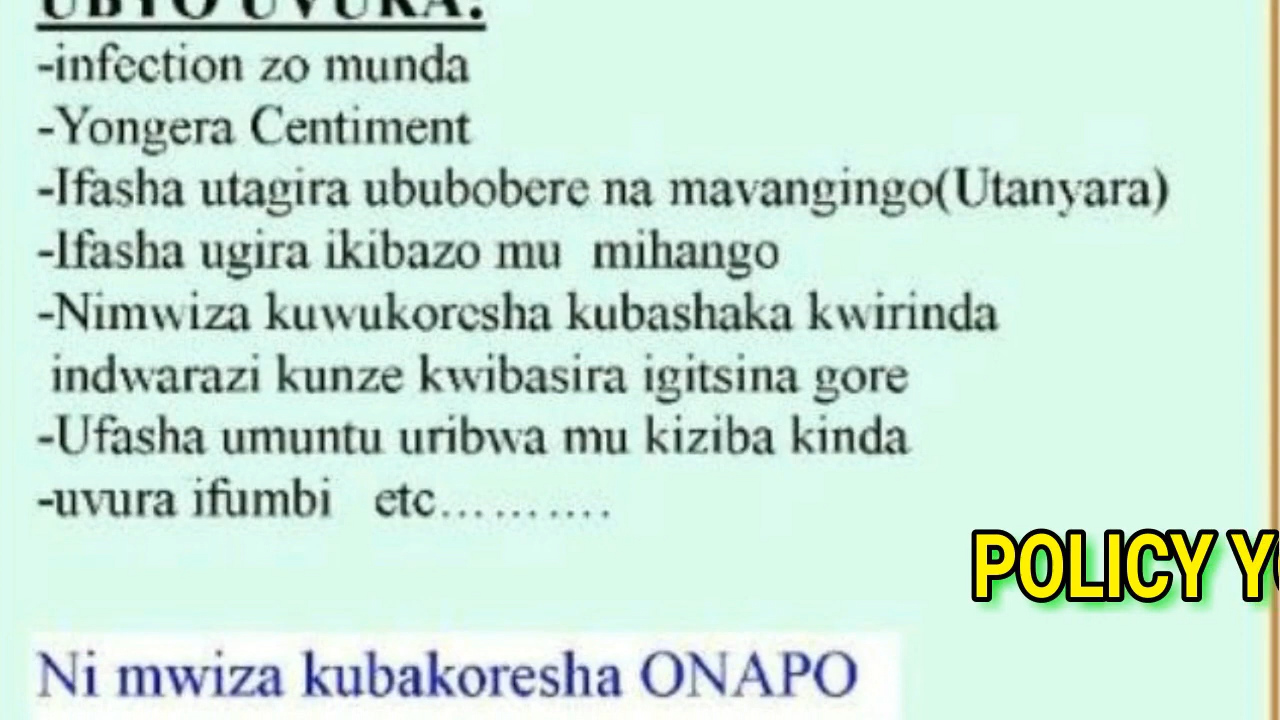 UBYO UVURA:
-infection zo munda
-Yongera Centiment
-Ifasha utagira ububobere na mavangingo(Utanyara)
-Ifasha ugira ikibazo mu mihango
-Nimwiza kuwukoresha kubashaka kwirinda
indwarazi kunze kwibasira igitsina gore
-Ufasha umuntu uribwa mu kiziba kinda
-uvura ifumbi etc..........
POLICY
Ni mwiza kubakoresha ONAPO